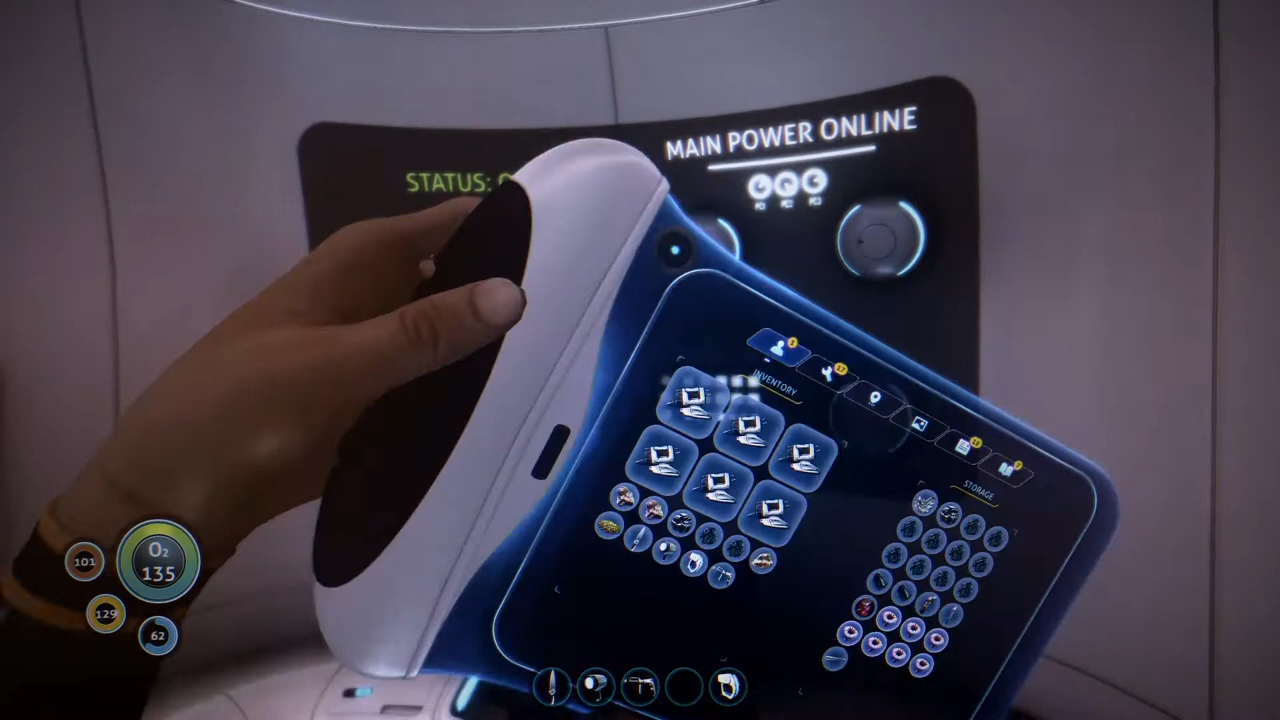 MAIN POWER ONLINE
STATUS:
INVENTORY
STORAGE
101
O₂
135
129
62